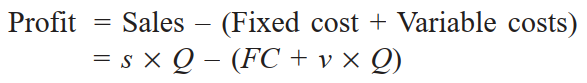 Profit = Sales – (Fixed cost + Variable costs)
= s × Q – (FC + v × Q)